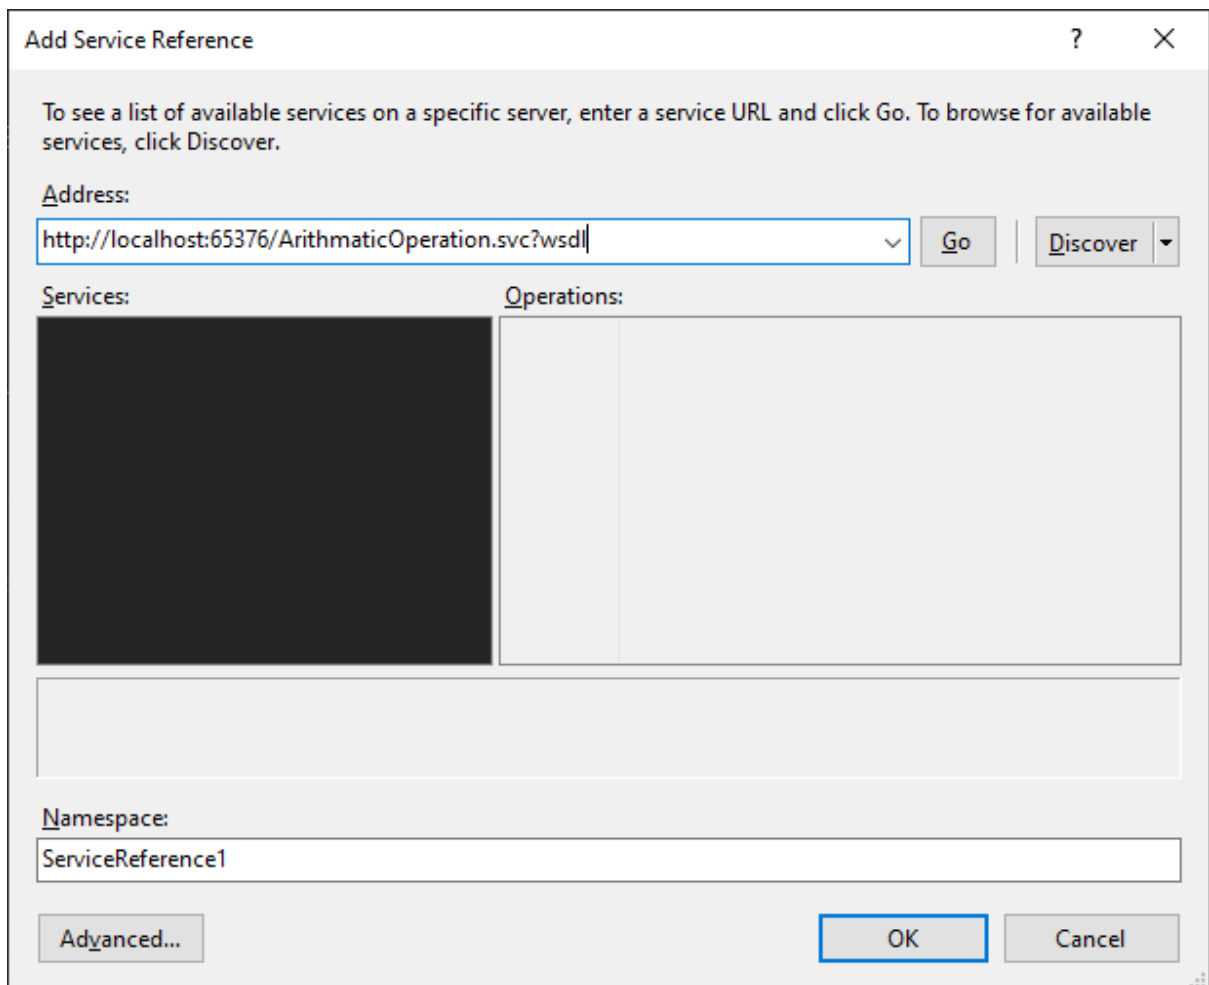 Add Service Reference
?
To see a list of available services on a specific server, enter a service URL and click Go. To browse for available
services, click Discover.
Address:
http://localhost:65376/ArithmaticOperation.svc?wsdl
Go
Discover
Services:
Operations:
Namespace:
ServiceReference1
Advanced...
OK
Cancel